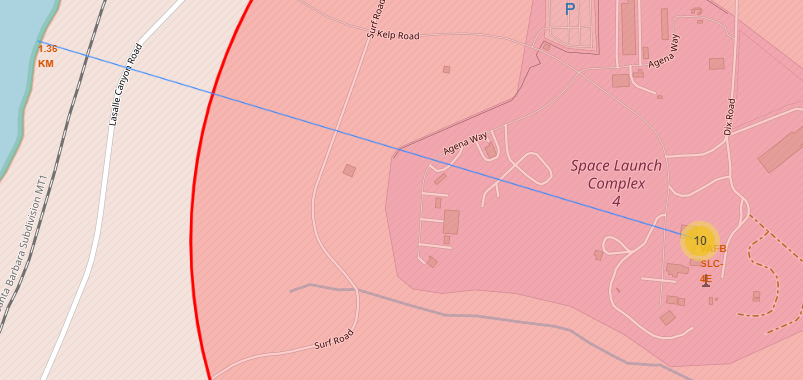 P
Surf Road
Kelp Road
1.36
KM
Lasalle Canyon Road
Agena Way
Dix Road
Agena Way
Space Launch
Complex
4
Santa Barbara Subdivision MT1
10
SLC-
4E
Surf Road